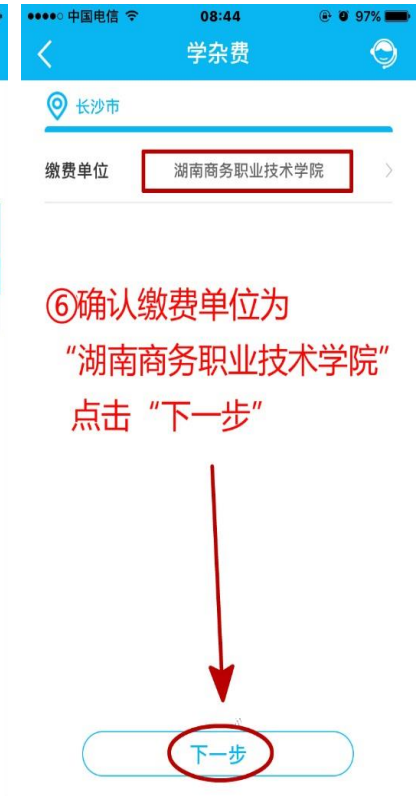 中国电信 08:44 97%
学杂费
长沙市
缴费单位 湖南商务职业技术学院
⑥确认缴费单位为
“湖南商务职业技术学院”
点击“下一步”
下一步